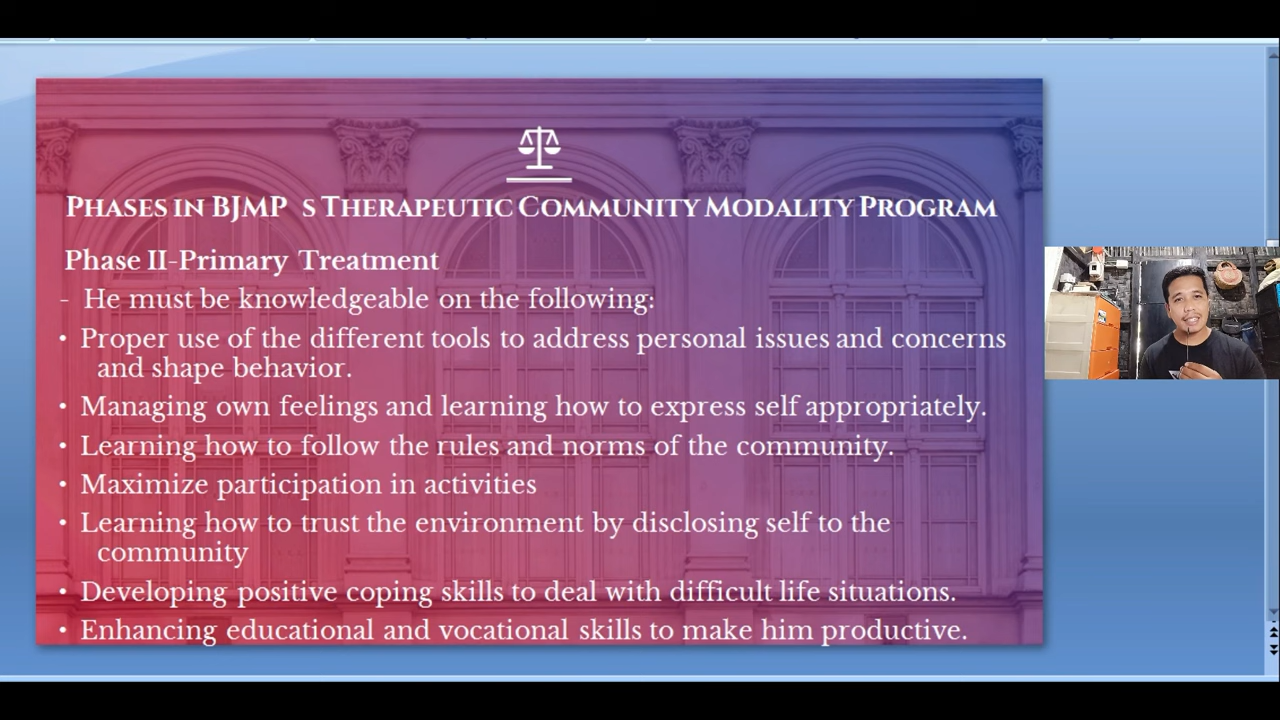 PHASES IN BJMP S THERAPEUTIC COMMUNITY MODALITY PROGRAM
Phase II-Primary Treatment
- He must be knowledgeable on the following:
• Proper use of the different tools to address personal issues and concerns
and shape behavior.
• Managing own feelings and learning how to express self appropriately.
• Learning how to follow the rules and norms of the community.
• Maximize participation in activities
• Learning how to trust the environment by disclosing self to the
community
• Developing positive coping skills to deal with difficult life situations.
• Enhancing educational and vocational skills to make him productive.